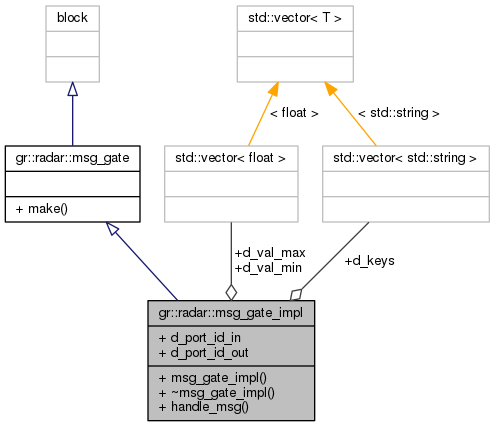 block
std::vector< T >
< float >
< std::string >
gr::radar::msg_gate
+ make()
std::vector< float >
std::vector< std::string >
+d_val_max
+d_val_min
+d_keys
gr::radar::msg_gate_impl
+ d_port_id_in
+ d_port_id_out
+ msg_gate_impl()
+ ~msg_gate_impl()
+ handle_msg()